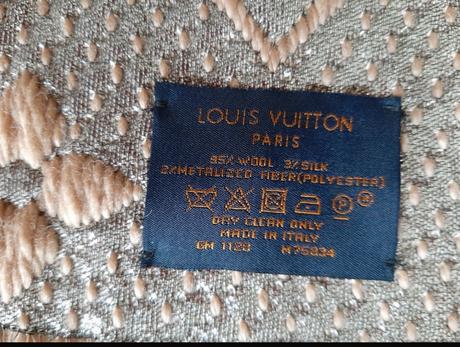 LOUIS VUITTON
PARIS
95% WOOL 3% SILK
2% METALIZED FIBER(POLYESTER)
DRY CLEAN ONLY
MADE IN ITALY
GM 1128 M75834